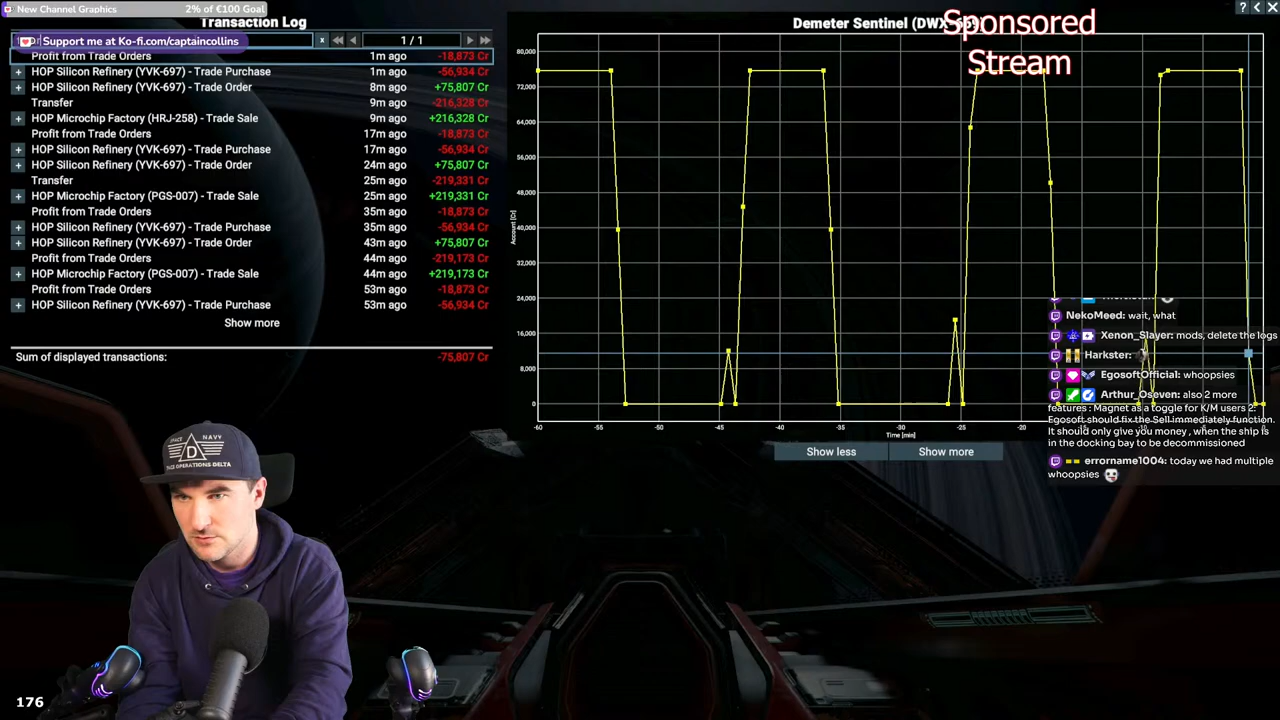 New Channel Graphics 2% of €100 Goal
Transaction Log
Support me at Ko-fi.com/captaincollins x 1 / 1
Profit from Trade Orders 1m ago -18,873 Cr
+ HOP Silicon Refinery (YVK-697) - Trade Purchase 1m ago -56,934 Cr
+ HOP Silicon Refinery (YVK-697) - Trade Order 8m ago +75,807 Cr
Transfer 9m ago -216,328 Cr
+ HOP Microchip Factory (HRJ-258) - Trade Sale 9m ago +216,328 Cr
Profit from Trade Orders 17m ago -18,873 Cr
+ HOP Silicon Refinery (YVK-697) - Trade Purchase 17m ago -56,934 Cr
+ HOP Silicon Refinery (YVK-697) - Trade Order 24m ago +75,807 Cr
Transfer 25m ago -219,331 Cr
+ HOP Microchip Factory (PGS-007) - Trade Sale 25m ago +219,331 Cr
Profit from Trade Orders 35m ago -18,873 Cr
+ HOP Silicon Refinery (YVK-697) - Trade Purchase 35m ago -56,934 Cr
+ HOP Silicon Refinery (YVK-697) - Trade Order 43m ago +75,807 Cr
Profit from Trade Orders 44m ago -219,173 Cr
+ HOP Microchip Factory (PGS-007) - Trade Sale 44m ago +219,173 Cr
Profit from Trade Orders 53m ago -18,873 Cr
+ HOP Silicon Refinery (YVK-697) - Trade Purchase 53m ago -56,934 Cr
Show more
Sum of displayed transactions: -75,807 Cr
Demeter Sentinel
Sponsored
Stream
80,000
72,000
64,000
56,000
48,000
40,000
32,000
24,000
16,000
8,000
0
Account [Cr]
-60 -55 -50 -45 -40 -35 -30 -25 -20
Time [min]
Show less Show more
NekoMeed: wait, what
Xenon_Slayer: mods, delete the logs
Harkster:
EgosoftOfficial: whoopsies
Arthur_Oseven: also 2 more
features : Magnet as a toggle for K/M users 2:
Egosoft should fix the Sell immediately function.
It should only give you money , when the ship is
in the docking bay to be decommissioned
errorname1004: today we had multiple
whoopsies
SPACE NAVY
D
SPACE OPERATIONS DELTA
176